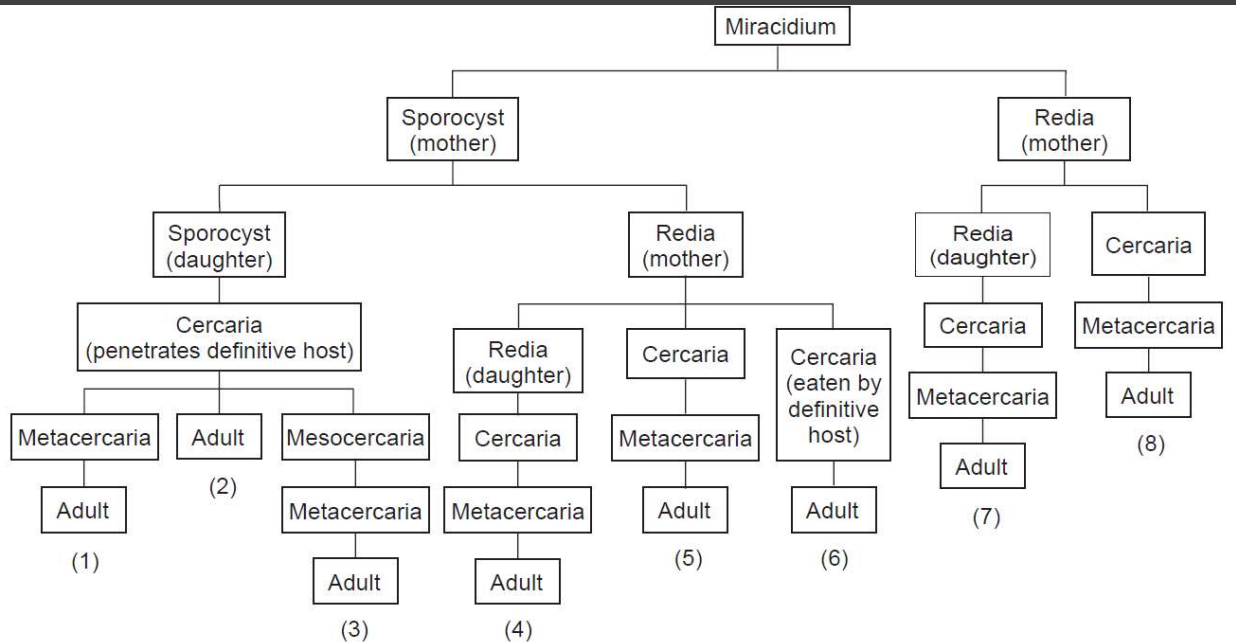 Miracidium
Sporocyst
(mother)
Redia
(mother)
Sporocyst
(daughter)
Redia
(mother)
Redia
(daughter)
Cercaria
Cercaria
(penetrates definitive host)
Redia
(daughter)
Cercaria
Cercaria
(eaten by
definitive
host)
Cercaria
Metacercaria
Metacercaria
Adult
Mesocercaria
Cercaria
Metacercaria
Metacercaria
Adult
(8)
Adult
(2)
Metacercaria
Metacercaria
Adult
Adult
Adult
(7)
(1)
Adult
Adult
(5)
(6)
(3)
(4)